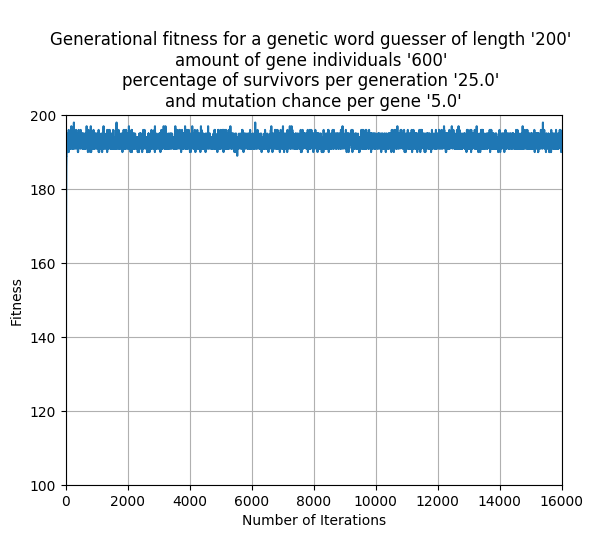 Generational fitness for a genetic word guesser of length '200'
amount of gene individuals '600'
percentage of survivors per generation '25.0'
and mutation chance per gene '5.0'
200
180
160
140
120
100
Fitness
0 2000 4000 6000 8000 10000 12000 14000 16000
Number of Iterations